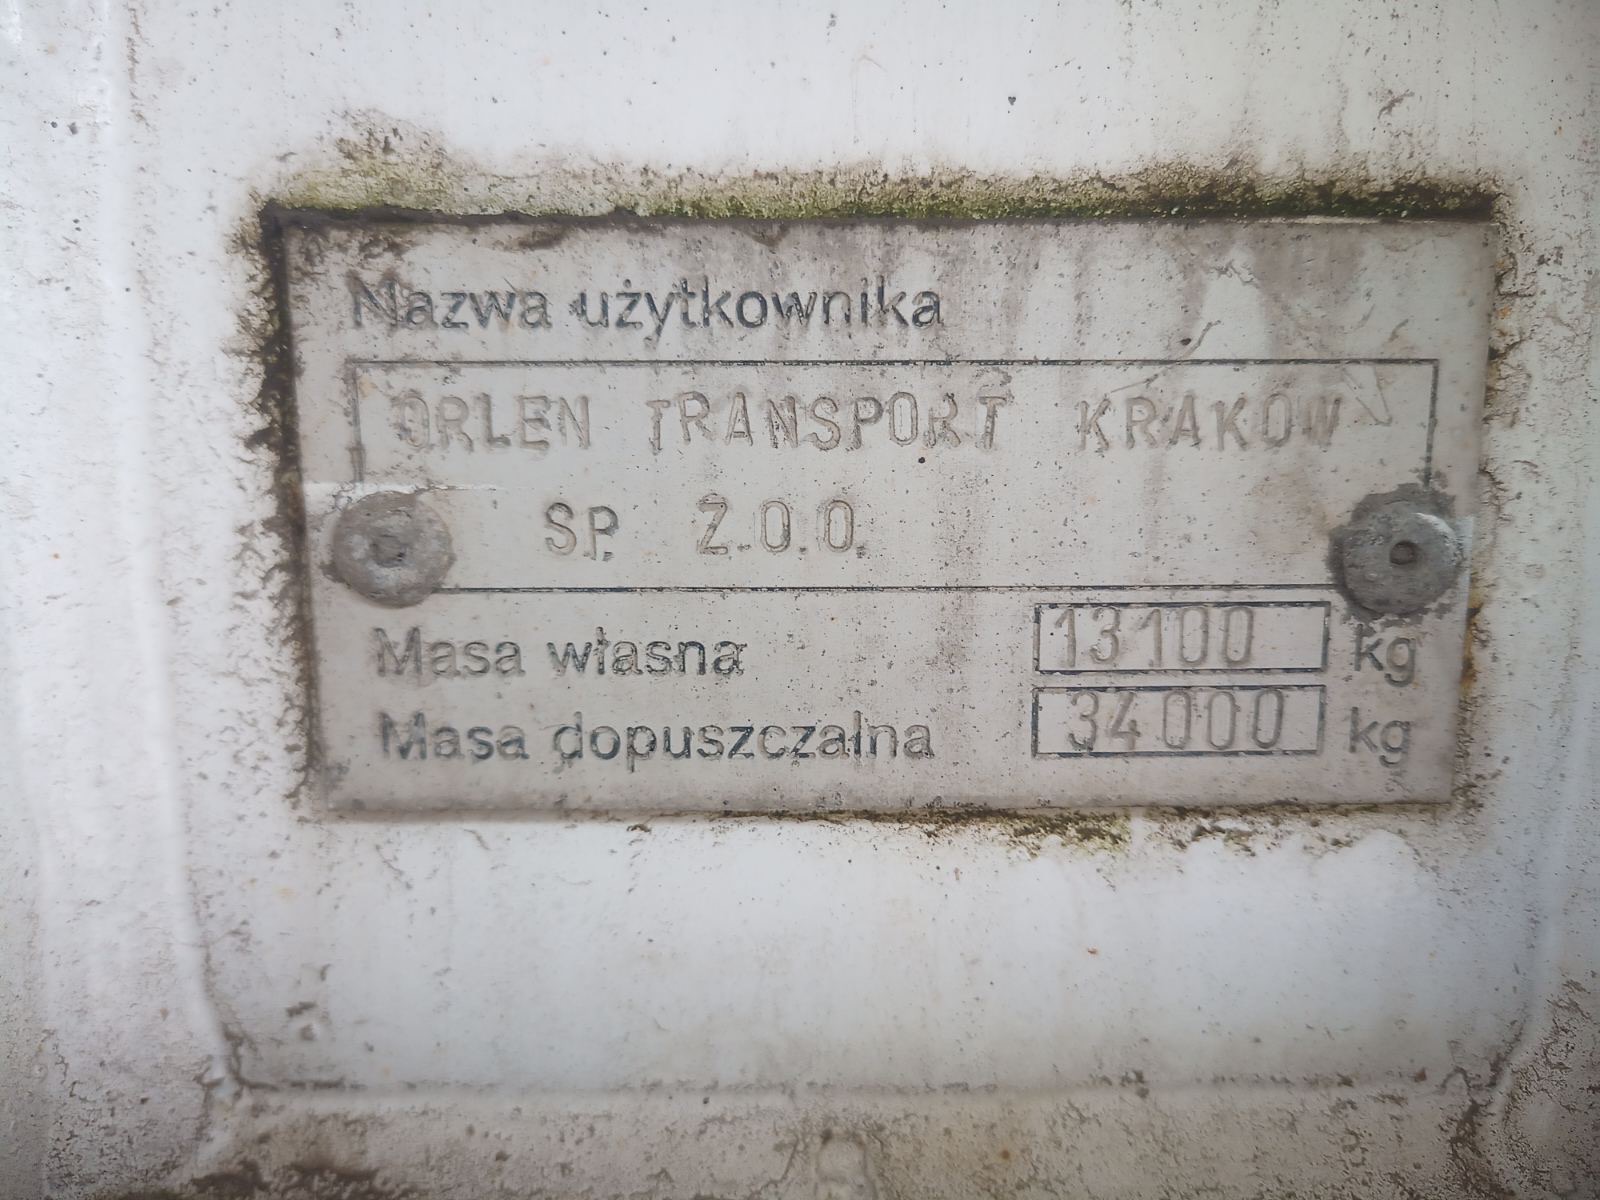 Nazwa użytkownika
ORLEN TRANSPORT KRAKOW
SP. Z.O.O.
Masa własna 13100 kg
Masa dopuszczalna 34000 kg